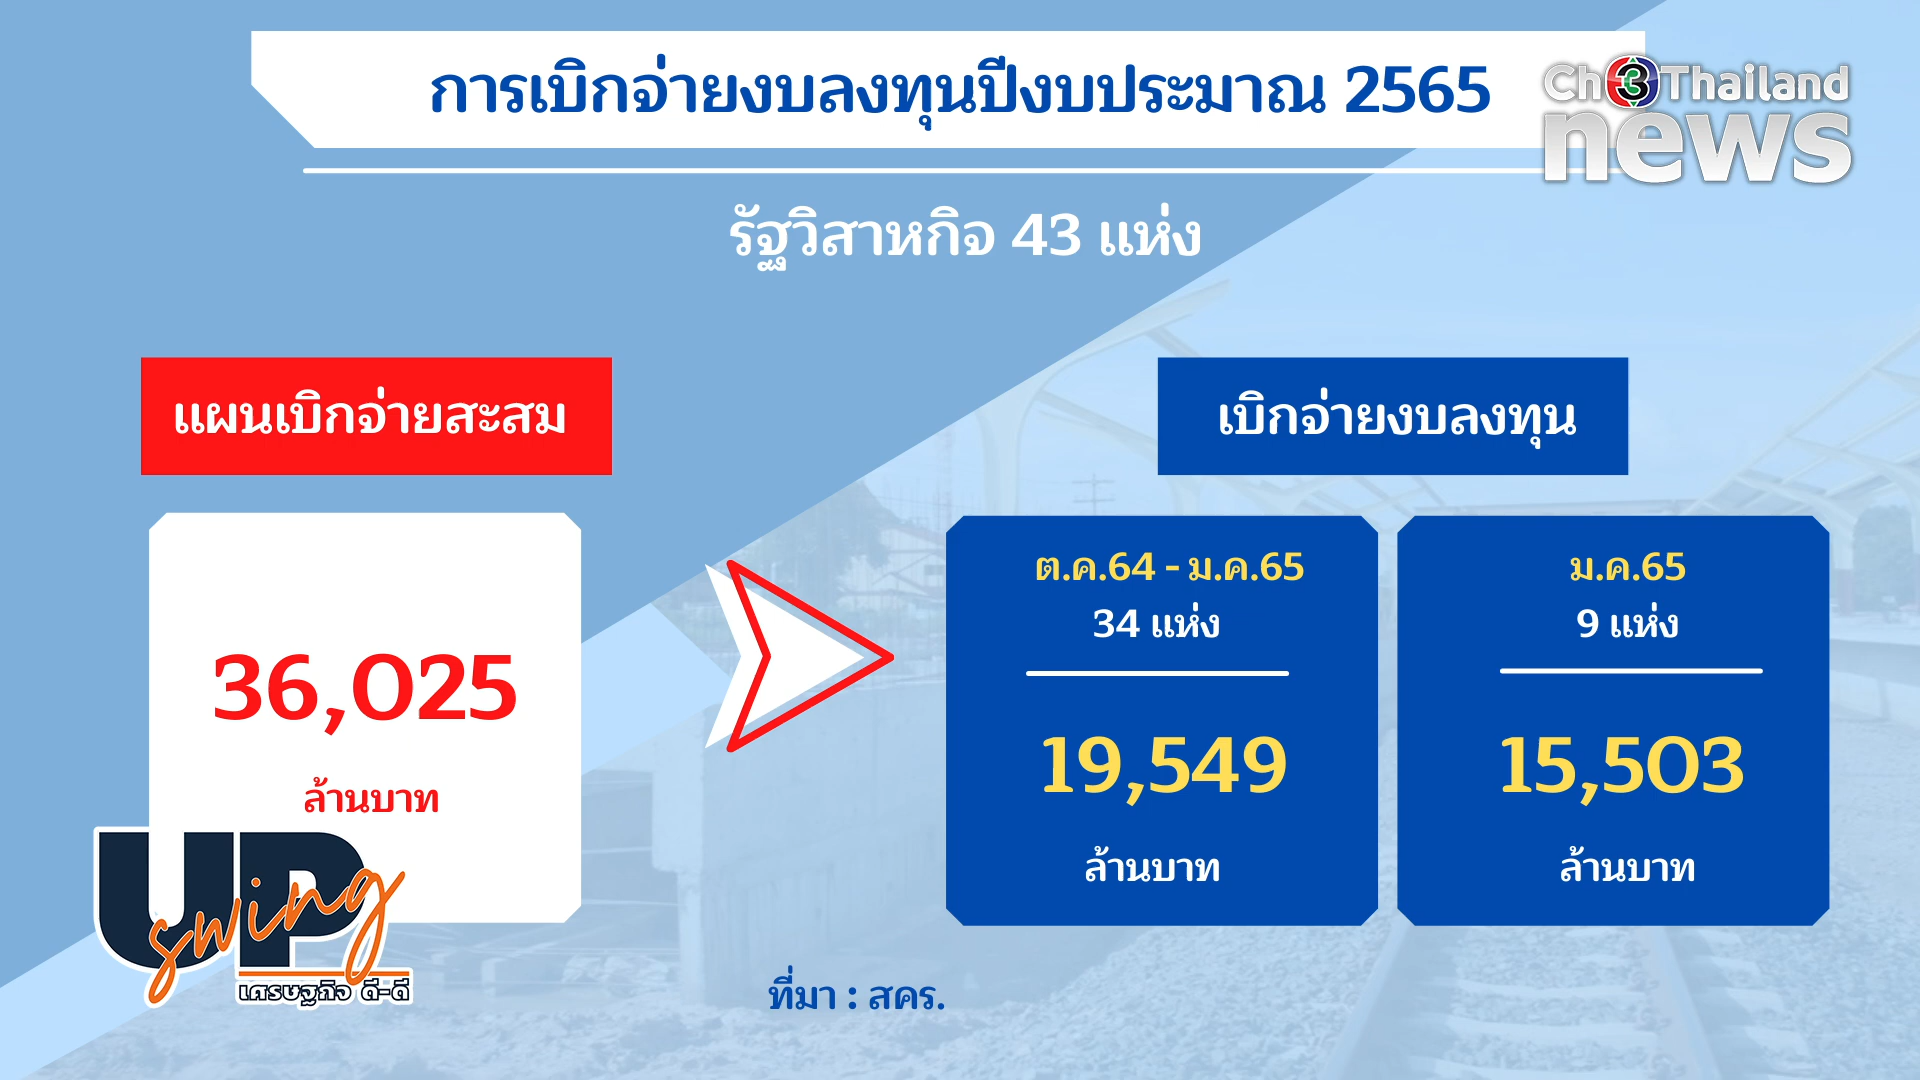 การเบิกจ่ายงบลงทุนปีงบประมาณ 2565
Ch3Thailand
news
รัฐวิสาหกิจ 43 แห่ง
แผนเบิกจ่ายสะสม
36,025
ล้านบาท
เบิกจ่ายงบลงทุน
ต.ค.64 - ม.ค.65
34 แห่ง
19,549
ล้านบาท
ม.ค.65
9 แห่ง
15,503
ล้านบาท
UP
swing
เศรษฐกิจ ดี-ดี
ที่มา : สคร.